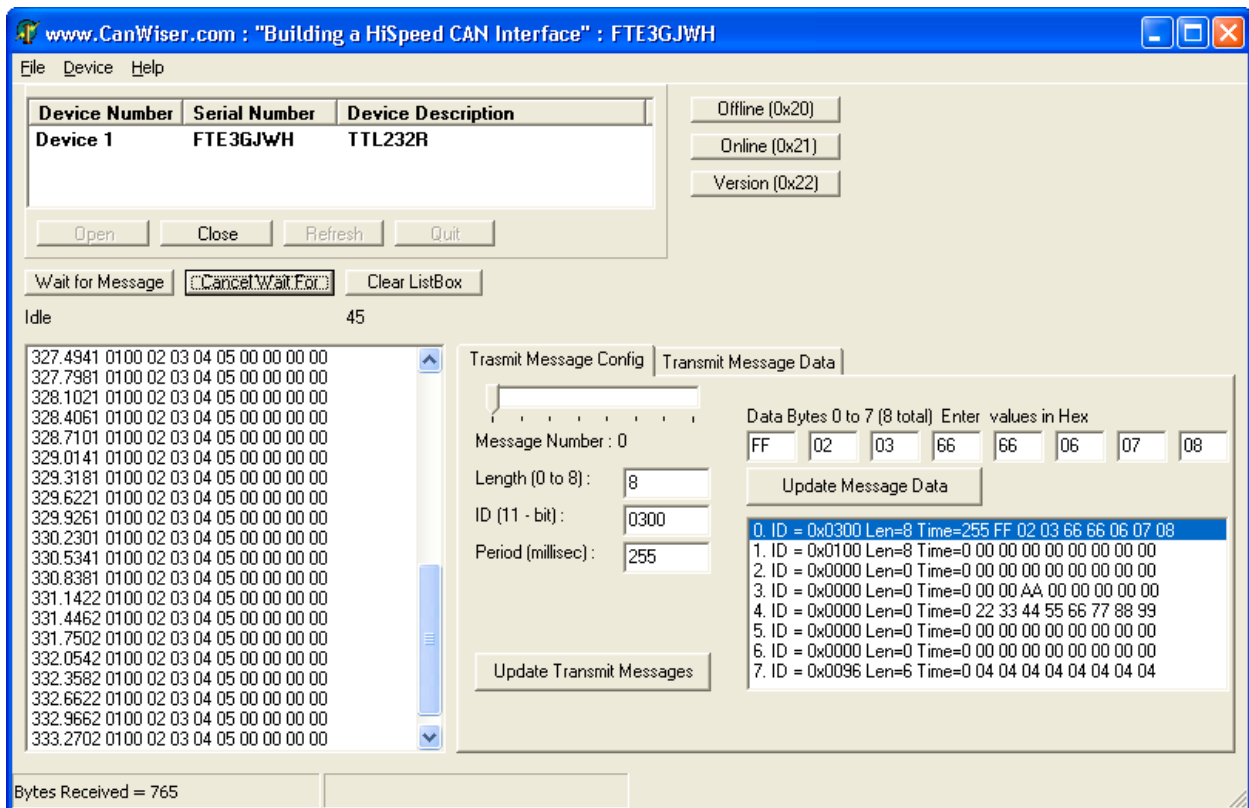 www.CanWiser.com : "Building a HiSpeed CAN Interface" : FTE3GJWH
File Device Help
Device Number Serial Number Device Description
Device 1 FTE3GJWH TTL232R
Offline (0x20)
Online (0x21)
Version (0x22)
Open Close Refresh Quit
Wait for Message Cancel Wait For Clear ListBox
Idle 45
327.4941 0100 02 03 04 05 00 00 00 00
327.7981 0100 02 03 04 05 00 00 00 00
328.1021 0100 02 03 04 05 00 00 00 00
328.4061 0100 02 03 04 05 00 00 00 00
328.7101 0100 02 03 04 05 00 00 00 00
329.0141 0100 02 03 04 05 00 00 00 00
329.3181 0100 02 03 04 05 00 00 00 00
329.6221 0100 02 03 04 05 00 00 00 00
329.9261 0100 02 03 04 05 00 00 00 00
330.2301 0100 02 03 04 05 00 00 00 00
330.5341 0100 02 03 04 05 00 00 00 00
330.8381 0100 02 03 04 05 00 00 00 00
331.1422 0100 02 03 04 05 00 00 00 00
331.4462 0100 02 03 04 05 00 00 00 00
331.7502 0100 02 03 04 05 00 00 00 00
332.0542 0100 02 03 04 05 00 00 00 00
332.3582 0100 02 03 04 05 00 00 00 00
332.6622 0100 02 03 04 05 00 00 00 00
332.9662 0100 02 03 04 05 00 00 00 00
333.2702 0100 02 03 04 05 00 00 00 00
Trasmit Message Config Transmit Message Data
Message Number : 0
Length (0 to 8) : 8
ID (11 - bit) : 0300
Period (millisec) : 255
Update Transmit Messages
Data Bytes 0 to 7 (8 total) Enter values in Hex
FF 02 03 66 66 06 07 08
Update Message Data
0. ID = 0x0300 Len=8 Time=255 FF 02 03 66 66 06 07 08
1. ID = 0x0100 Len=8 Time=0 00 00 00 00 00 00 00 00
2. ID = 0x0000 Len=0 Time=0 00 00 00 00 00 00 00 00
3. ID = 0x0000 Len=0 Time=0 00 00 AA 00 00 00 00 00
4. ID = 0x0000 Len=0 Time=0 22 33 44 55 66 77 88 99
5. ID = 0x0000 Len=0 Time=0 00 00 00 00 00 00 00 00
6. ID = 0x0000 Len=0 Time=0 00 00 00 00 00 00 00 00
7. ID = 0x0096 Len=6 Time=0 04 04 04 04 04 04 04 04
Bytes Received = 765